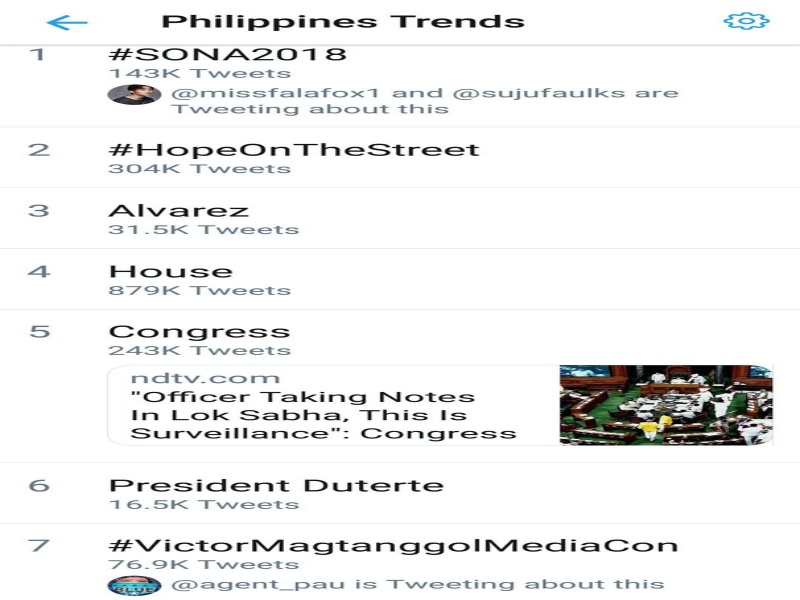 Philippines Trends
1
#SONA2018
143K Tweets
@missfalafox1 and @sujufaulks are
Tweeting about this
2
#HopeOnTheStreet
304K Tweets
3
Alvarez
31.5K Tweets
4
House
879K Tweets
5
Congress
243K Tweets
ndtv.com
"Officer Taking Notes
In Lok Sabha, This Is
Surveillance": Congress
6
President Duterte
16.5K Tweets
7
#VictorMagtanggolMediaCon
76.9K Tweets
@agent_pau is Tweeting about this